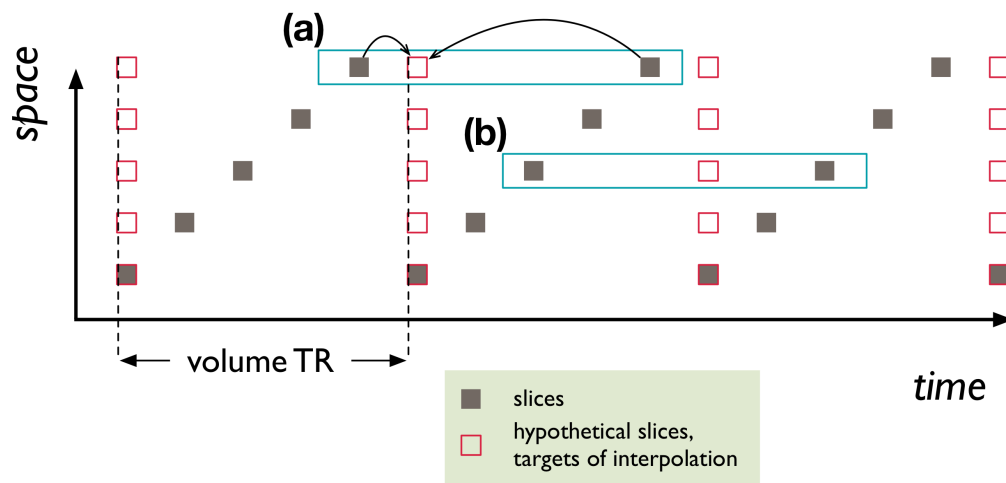 (a)
space
(b)
volume TR
time
slices
hypothetical slices,
targets of interpolation